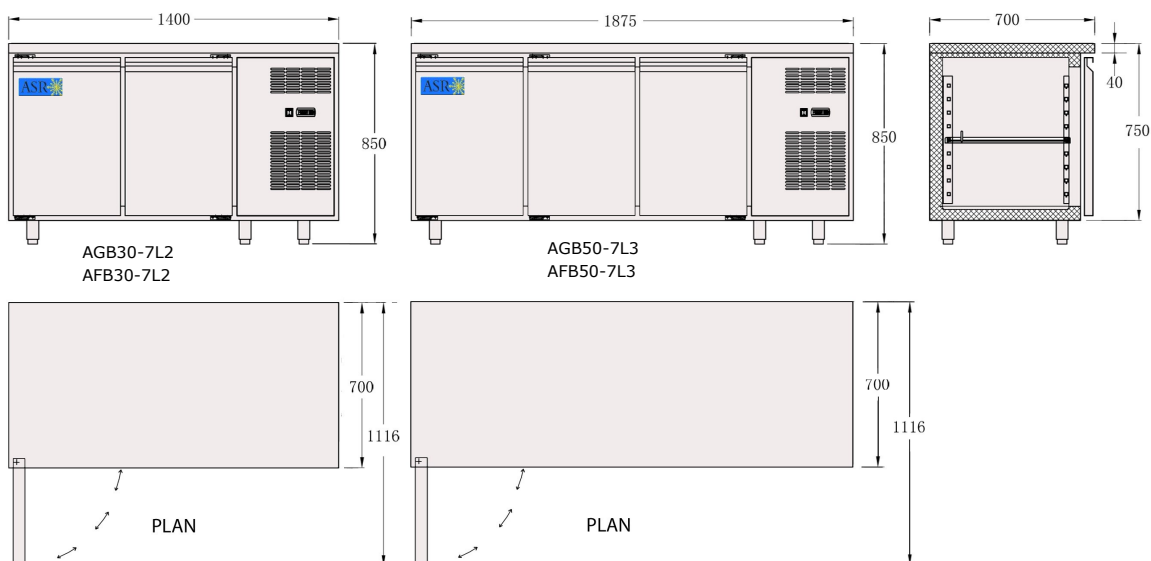 1400
1875
700
ASR
ASR
40
850
850
750
AGB30-7L2
AFB30-7L2
AGB50-7L3
AFB50-7L3
700
700
1116
1116
PLAN
PLAN